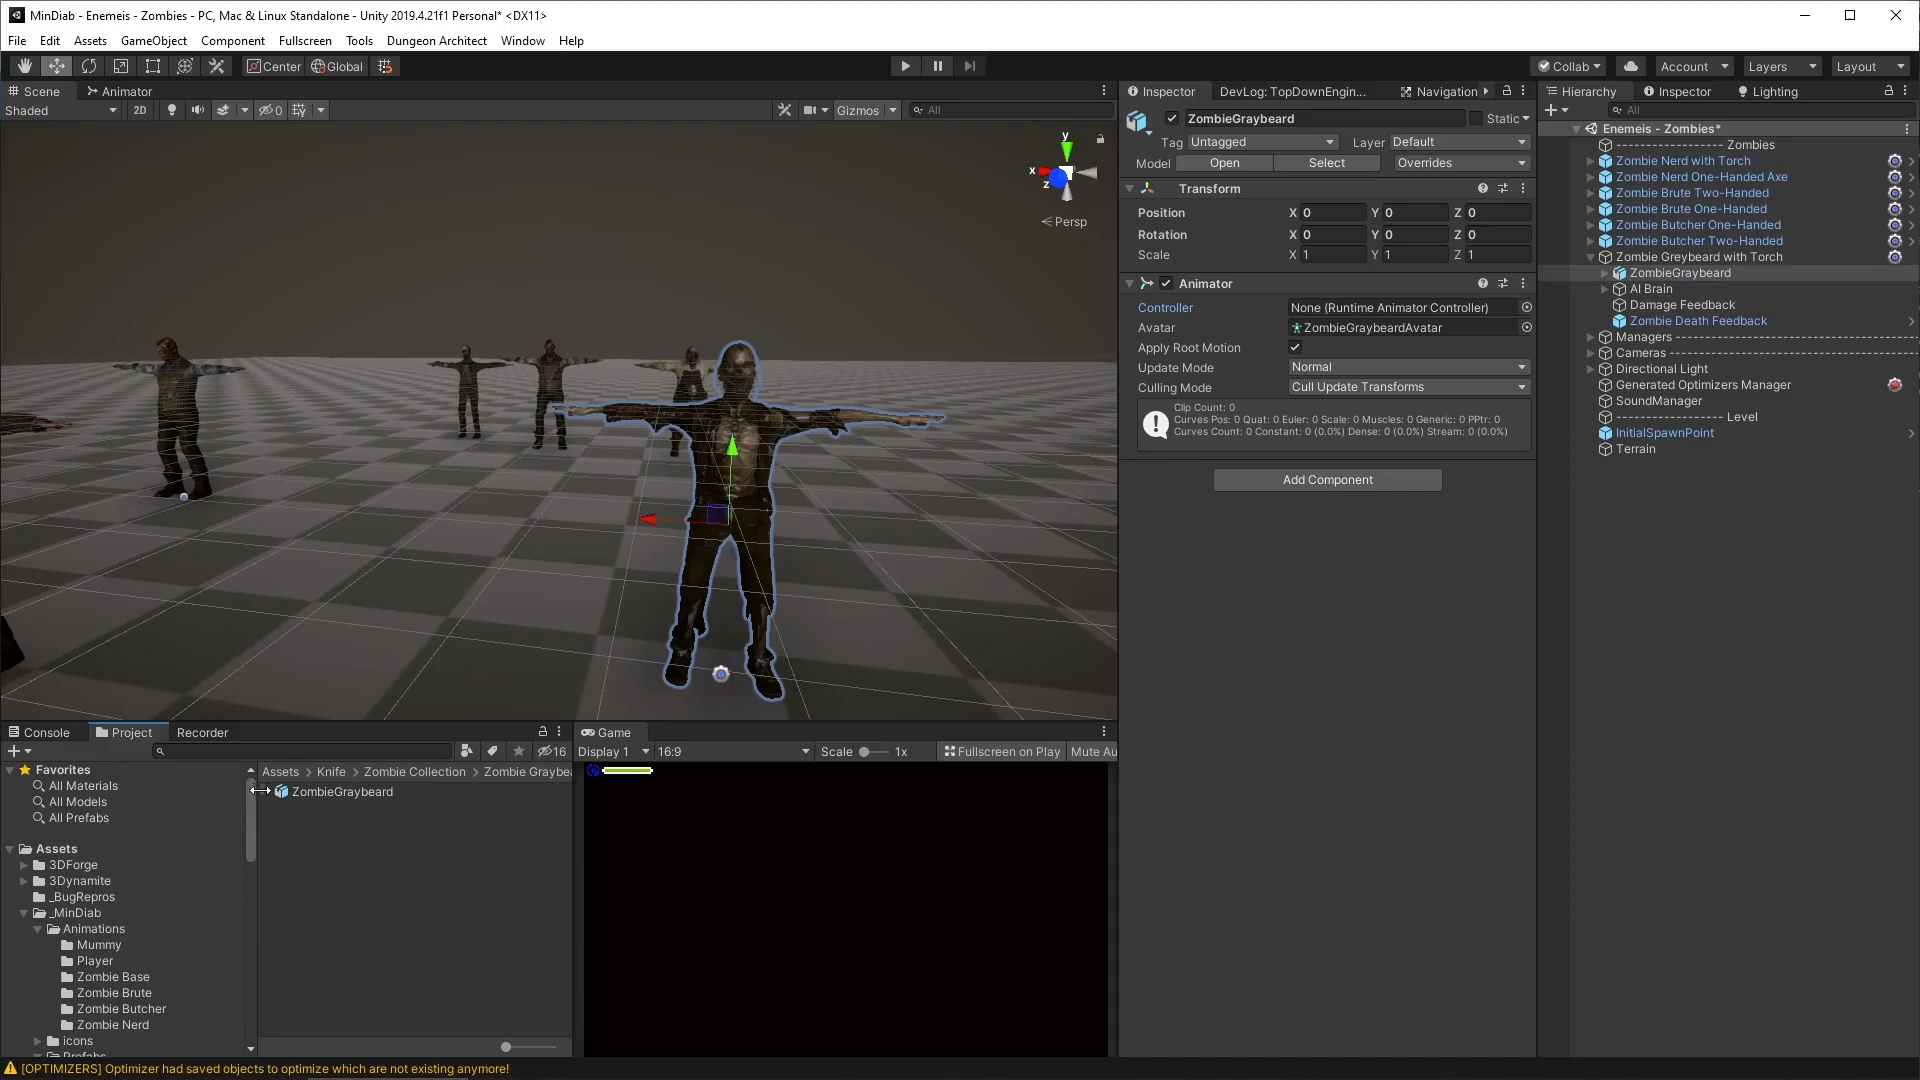 MinDiab - Enemeis - Zombies - PC, Mac & Linux Standalone - Unity 2019.4.21f1 Personal* <DX11>
File Edit Assets GameObject Component Fullscreen Tools Dungeon Architect Window Help
Center Global Collab Account Layers Layout
Scene Animator
Shaded 2D 0 Gizmos All
y
x
z
Persp
Inspector DevLog: TopDownEngin... Navigation
ZombieGraybeard Static
Tag Untagged Layer Default
Model Open Select Overrides
Transform
Position X 0 Y 0 Z 0
Rotation X 0 Y 0 Z 0
Scale X 1 Y 1 Z 1
Animator
Controller None (Runtime Animator Controller)
Avatar ZombieGraybeardAvatar
Apply Root Motion
Update Mode Normal
Culling Mode Cull Update Transforms
Clip Count: 0
Curves Pos: 0 Quat: 0 Euler: 0 Scale: 0 Muscles: 0 Generic: 0 PPtr: 0
Curves Count: 0 Constant: 0 (0.0%) Dense: 0 (0.0%) Stream: 0 (0.0%)
Add Component
Hierarchy Inspector Lighting
All
Enemeis - Zombies*
------------------ Zombies
Zombie Nerd with Torch
Zombie Nerd One-Handed Axe
Zombie Brute Two-Handed
Zombie Brute One-Handed
Zombie Butcher One-Handed
Zombie Butcher Two-Handed
Zombie Greybeard with Torch
ZombieGraybeard
AI Brain
Damage Feedback
Zombie Death Feedback
Managers ----------------------------------------
Cameras -----------------------------------------
Directional Light
Generated Optimizers Manager
SoundManager
------------------ Level
InitialSpawnPoint
Terrain
Console Project Recorder
16
Favorites
All Materials
All Models
All Prefabs
Assets
3DForge
3Dynamite
_BugRepros
_MinDiab
Animations
Mummy
Player
Zombie Base
Zombie Brute
Zombie Butcher
Zombie Nerd
icons
Prefabs
Assets > Knife > Zombie Collection > Zombie Graybea
ZombieGraybeard
Game
Display 1 16:9 Scale 1x Fullscreen on Play Mute Au
[OPTIMIZERS] Optimizer had saved objects to optimize which are not existing anymore!